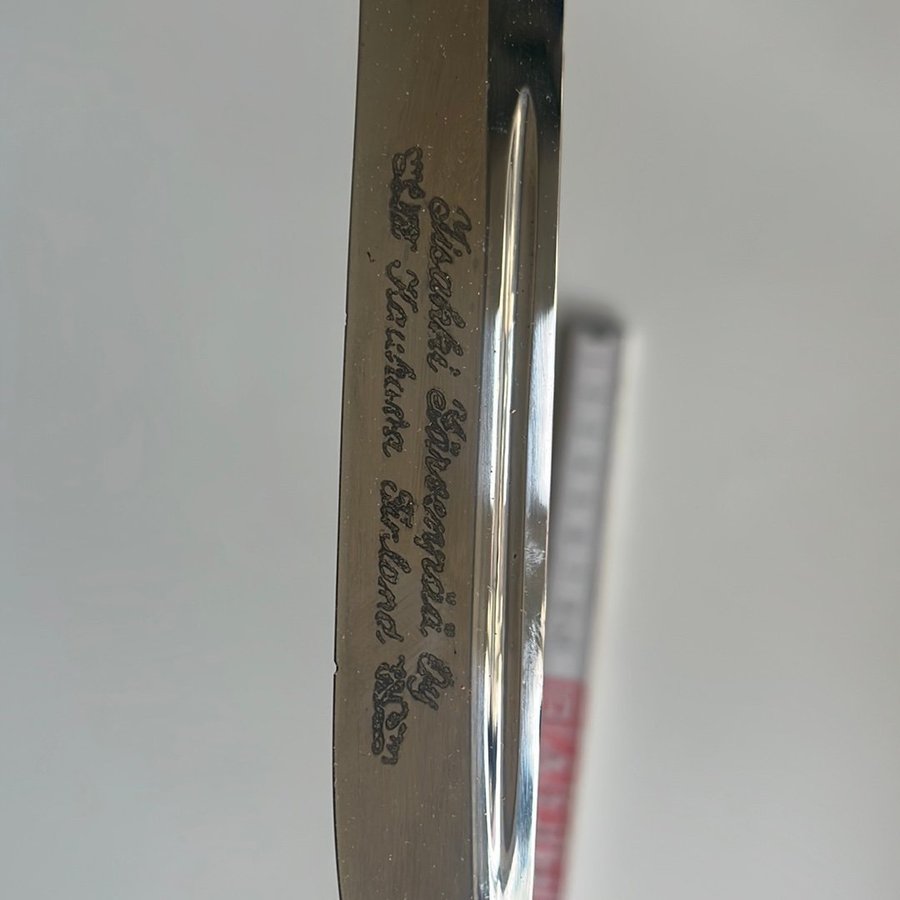 Iisakki Järvenpää Oy
Kauhava Finland